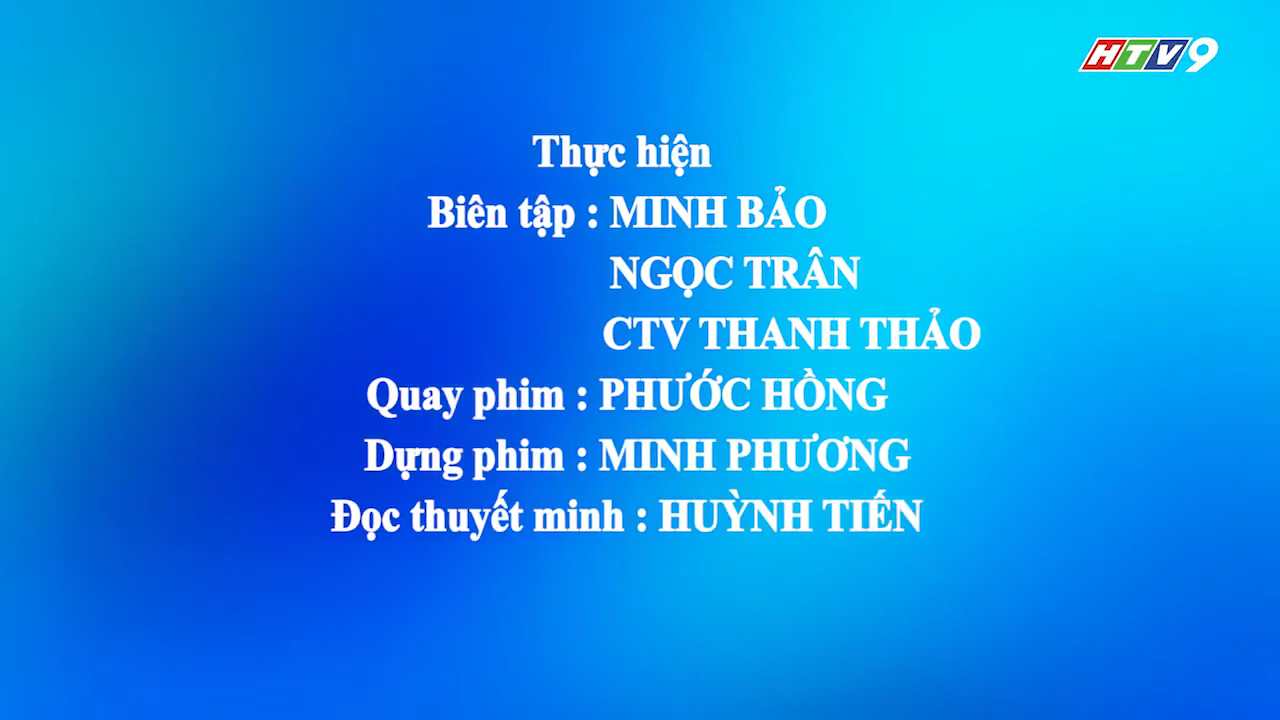 HTV9
Thực hiện
Biên tập : MINH BẢO
NGỌC TRÂN
CTV THANH THẢO
Quay phim : PHƯỚC HỒNG
Dựng phim : MINH PHƯƠNG
Đọc thuyết minh : HUỲNH TIẾN